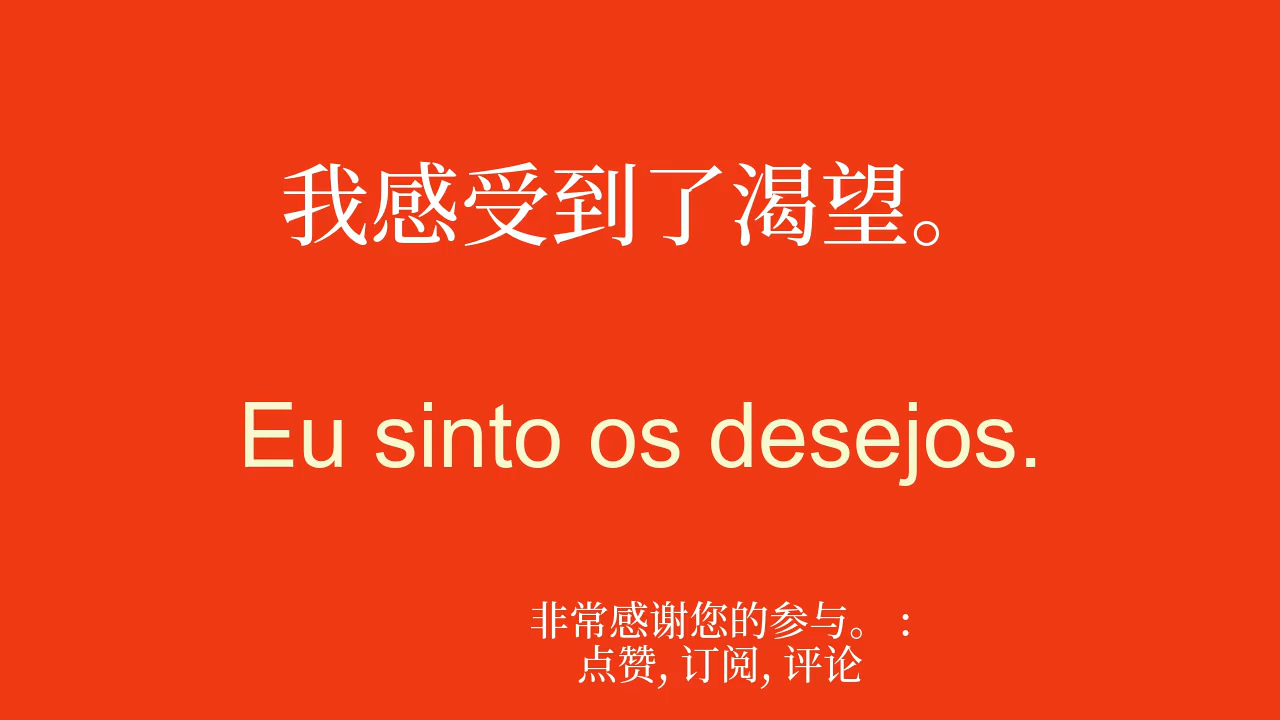 我感受到了渴望。
Eu sinto os desejos.
非常感谢您的参与。 :
点赞, 订阅, 评论